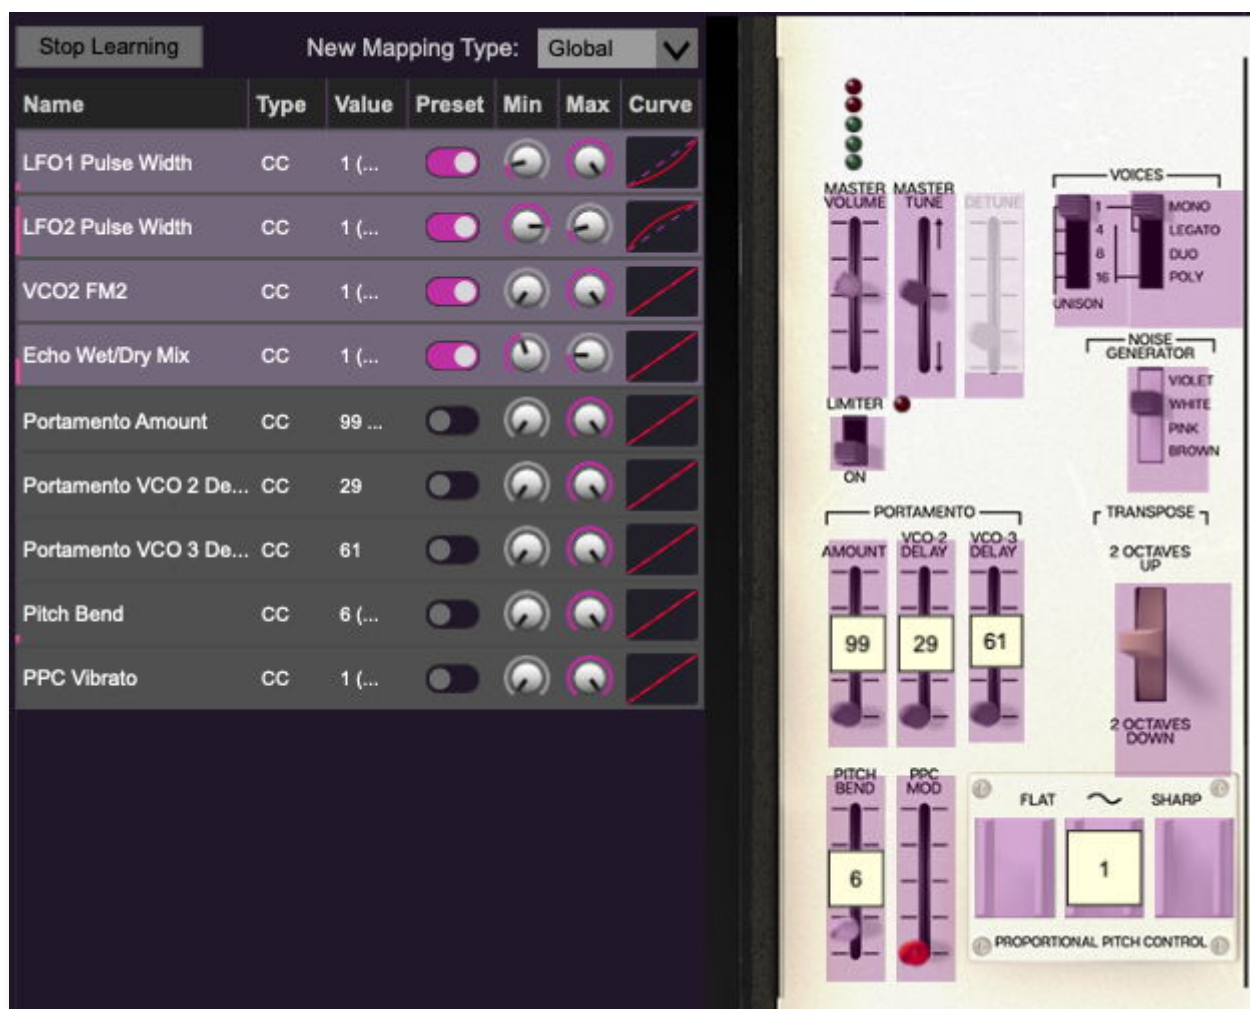 Stop Learning New Mapping Type: Global
Name Type Value Preset Min Max Curve
LFO1 Pulse Width CC 1 (...
LFO2 Pulse Width CC 1 (...
VCO2 FM2 CC 1 (...
Echo Wet/Dry Mix CC 1 (...
Portamento Amount CC 99 ...
Portamento VCO 2 De... CC 29
Portamento VCO 3 De... CC 61
Pitch Bend CC 6 (...
PPC Vibrato CC 1 (...
MASTER VOLUME
MASTER TUNE
DETUNE
VOICES
1
4
8
16
UNISON
MONO
LEGATO
DUO
POLY
NOISE
GENERATOR
VIOLET
WHITE
PINK
BROWN
LIMITER
ON
PORTAMENTO
AMOUNT
VCO-2
DELAY
VCO-3
DELAY
99 29 61
TRANSPOSE
2 OCTAVES
UP
2 OCTAVES
DOWN
PITCH
BEND
PPC
MOD
6
FLAT SHARP
1
PROPORTIONAL PITCH CONTROL